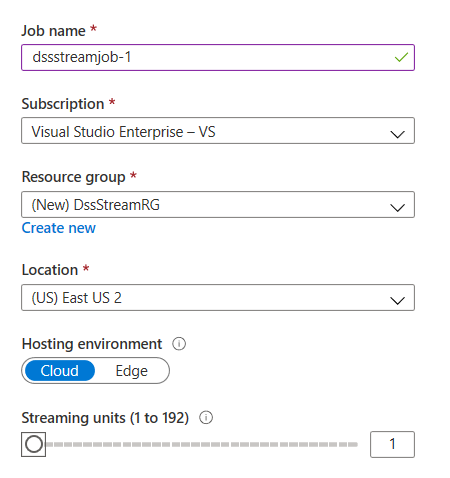 Job name *
dssstreamjob-1
Subscription *
Visual Studio Enterprise – VS
Resource group *
(New) DssStreamRG
Create new
Location *
(US) East US 2
Hosting environment
Cloud Edge
Streaming units (1 to 192)
1